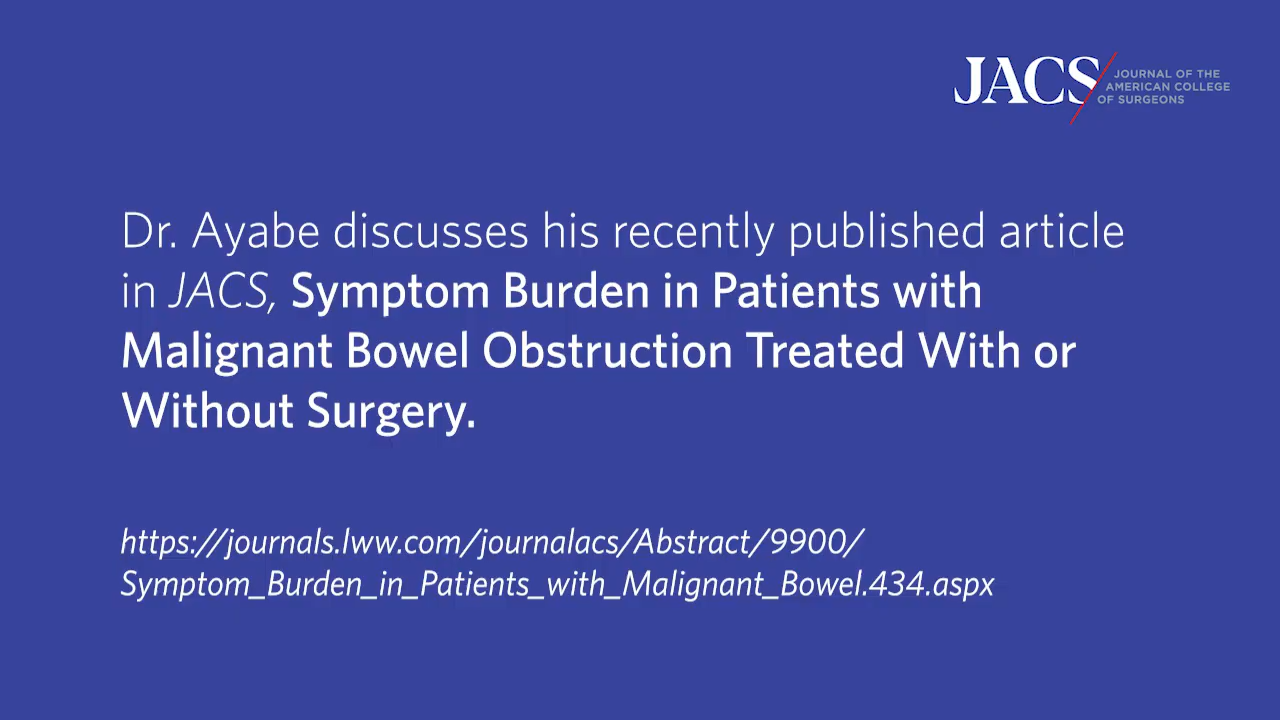 JACS
JOURNAL OF THE
AMERICAN COLLEGE
OF SURGEONS
Dr. Ayabe discusses his recently published article
in JACS, Symptom Burden in Patients with
Malignant Bowel Obstruction Treated With or
Without Surgery.
https://journals.lww.com/journalacs/Abstract/9900/
Symptom_Burden_in_Patients_with_Malignant_Bowel.434.aspx